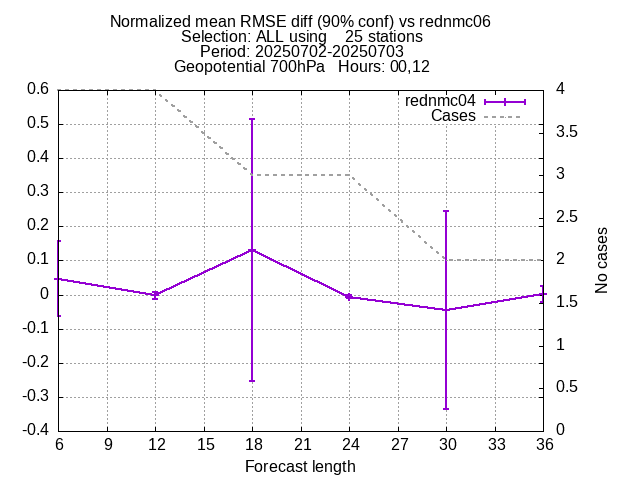 Normalized mean RMSE diff (90% conf) vs rednmc06
Selection: ALL using    25 stations
Period: 20250702-20250703
Geopotential 700hPa   Hours: 00,12
rednmc04
Cases
0.6
0.5
0.4
0.3
0.2
0.1
0
-0.1
-0.2
-0.3
-0.4
4
3.5
3
2.5
2
1.5
1
0.5
0
No cases
6 9 12 15 18 21 24 27 30 33 36
Forecast length